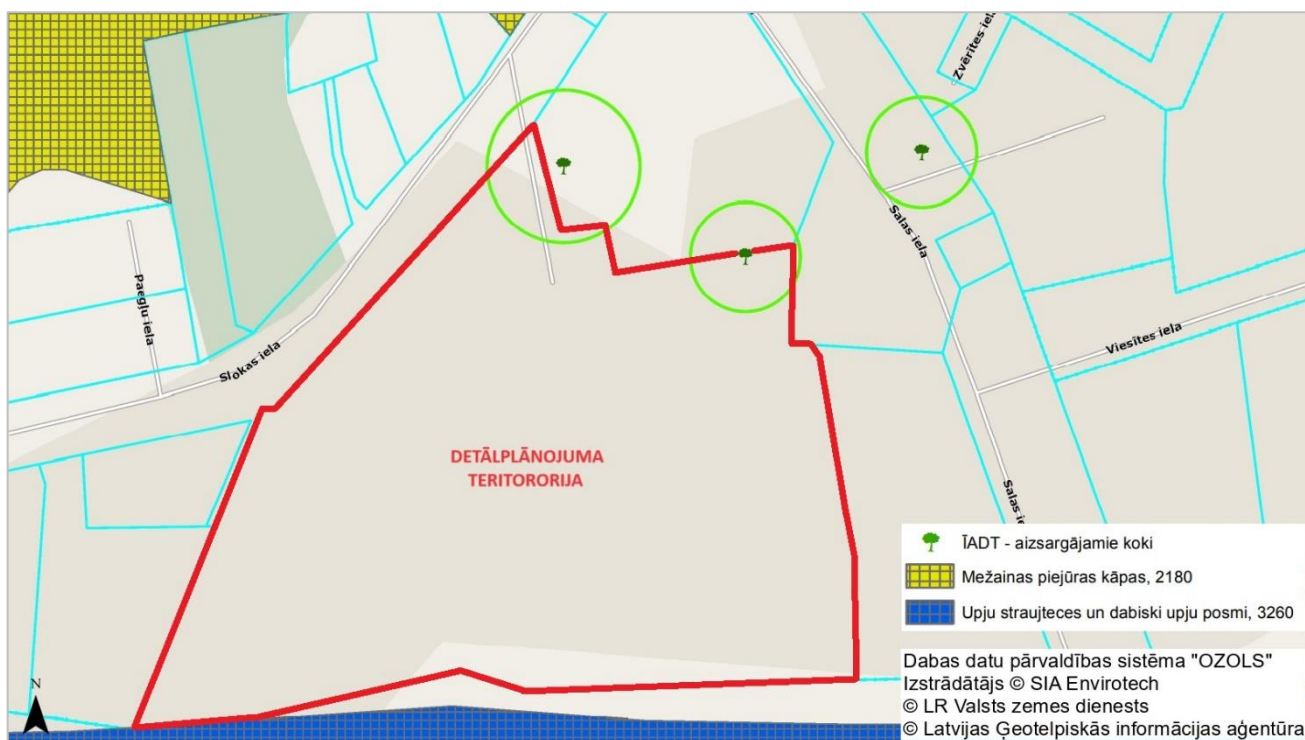 Zvērītes iela
Salas iela
Paegļu iela
Slokas iela
Viesītes iela
DETĀLPLĀNOJUMA
TERITORORIJA
Salas ie
ĪADT - aizsargājamie koki
Mežainas piejūras kāpas, 2180
Upju straujteces un dabiski upju posmi, 3260
N
Dabas datu pārvaldības sistēma "OZOLS"
Izstrādātājs © SIA Envirotech
© LR Valsts zemes dienests
© Latvijas Ģeotelpiskās informācijas aģentūra